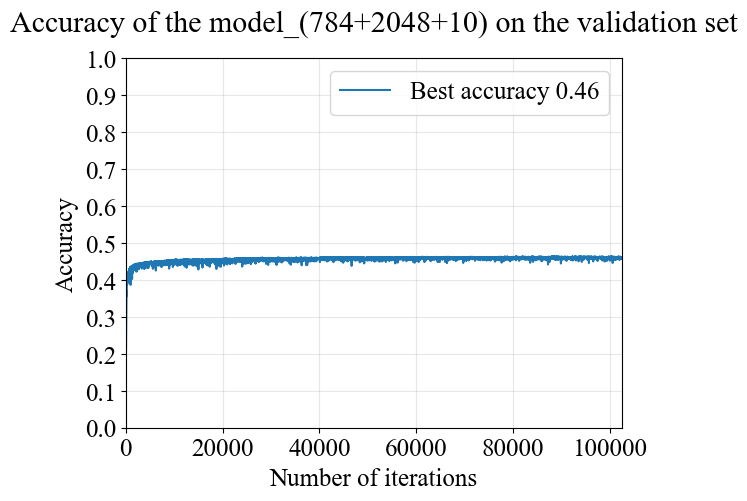 Accuracy of the model_(784+2048+10) on the validation set
Best accuracy 0.46
1.0
0.9
0.8
0.7
0.6
0.5
0.4
0.3
0.2
0.1
0.0
Accuracy
0 20000 40000 60000 80000 100000
Number of iterations